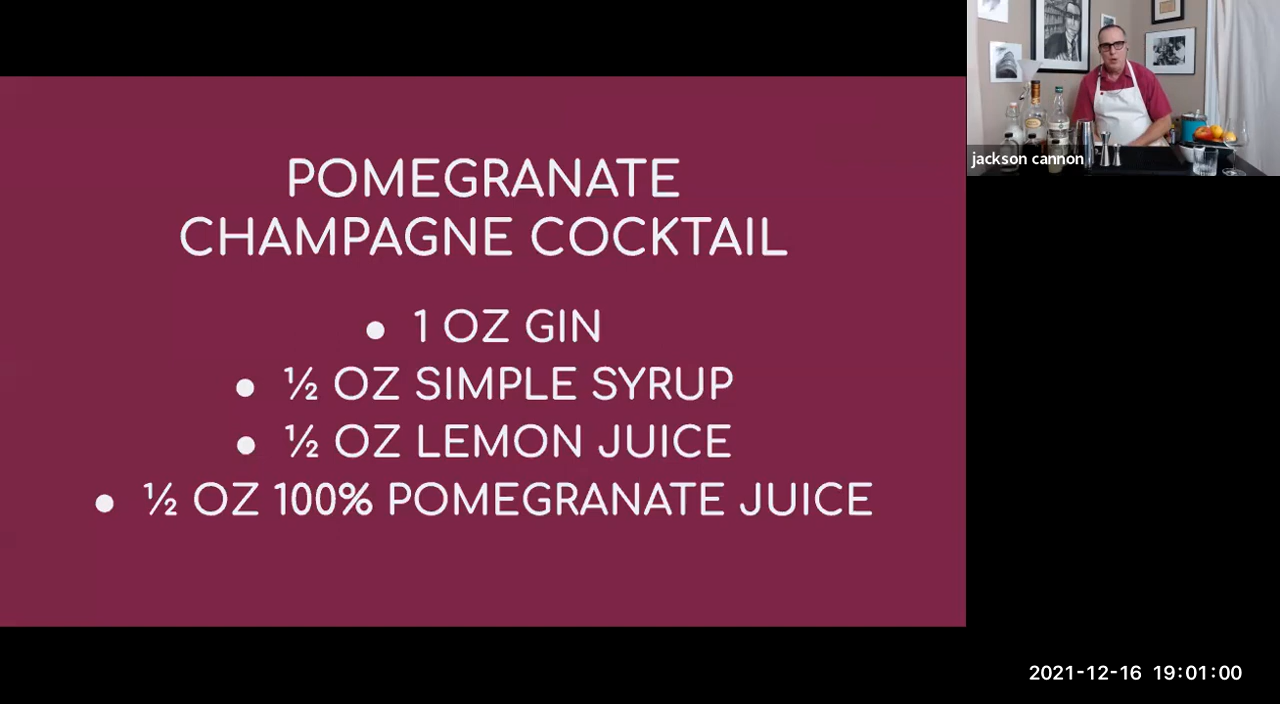 POMEGRANATE
CHAMPAGNE COCKTAIL
● 1 OZ GIN
● ½ OZ SIMPLE SYRUP
● ½ OZ LEMON JUICE
● ½ OZ 100% POMEGRANATE JUICE
jackson cannon
2021-12-16 19:01:00